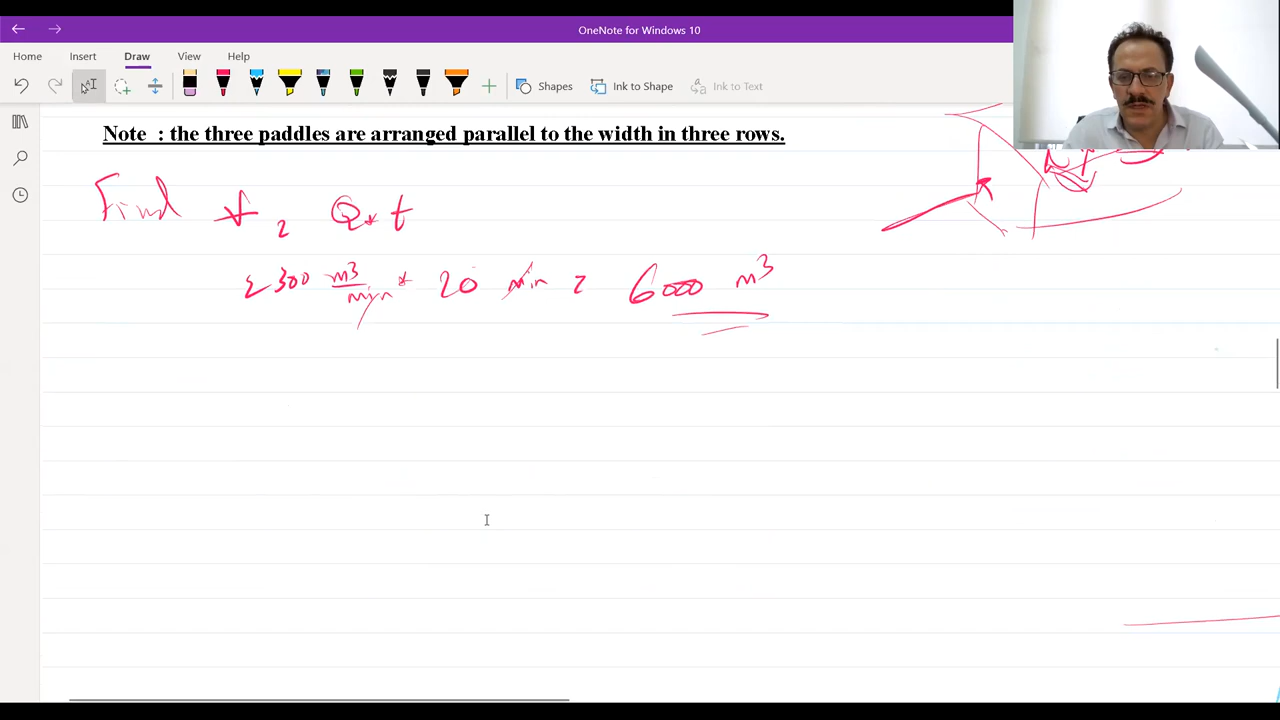 OneNote for Windows 10
Home Insert Draw View Help
Shapes Ink to Shape Ink to Text
Note : the three paddles are arranged parallel to the width in three rows.
Find V = Q * t
= 300 m3/min * 20 min = 6000 m3